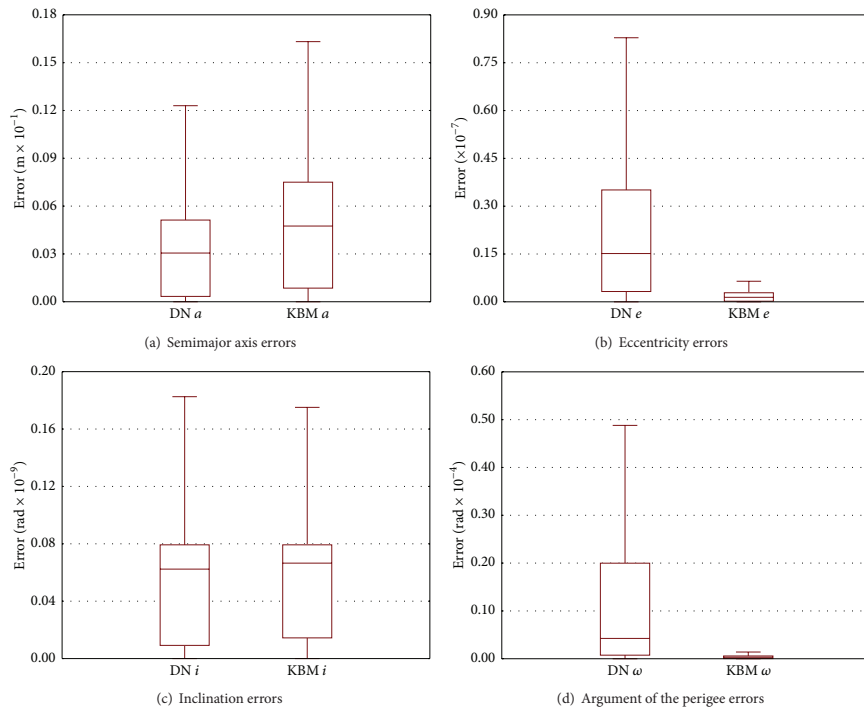 0.18
0.15
0.12
0.09
0.06
0.03
0.00
Error (m × 10⁻¹)
DN a
KBM a
(a) Semimajor axis errors
0.90
0.75
0.60
0.45
0.30
0.15
0.00
Error (×10⁻⁷)
DN e
KBM e
(b) Eccentricity errors
0.20
0.16
0.12
0.08
0.04
0.00
Error (rad × 10⁻⁹)
DN i
KBM i
(c) Inclination errors
0.60
0.50
0.40
0.30
0.20
0.10
0.00
Error (rad × 10⁻⁴)
DN ω
KBM ω
(d) Argument of the perigee errors